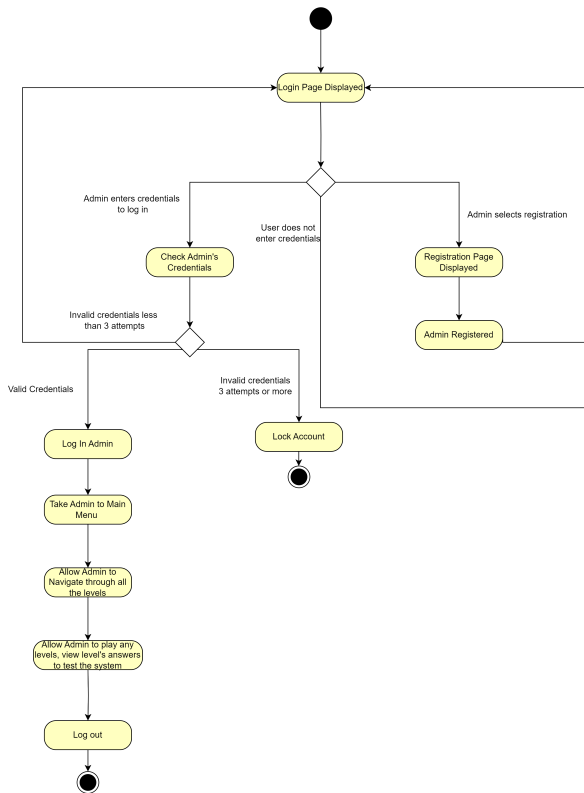 Login Page Displayed
Admin enters credentials
to log in
User does not
enter credentials
Admin selects registration
Check Admin's
Credentials
Registration Page
Displayed
Invalid credentials less
than 3 attempts
Admin Registered
Valid Credentials
Invalid credentials
3 attempts or more
Log In Admin
Lock Account
Take Admin to Main
Menu
Allow Admin to
Navigate through all
the levels
Allow Admin to play any
levels, view level's answers
to test the system
Log out